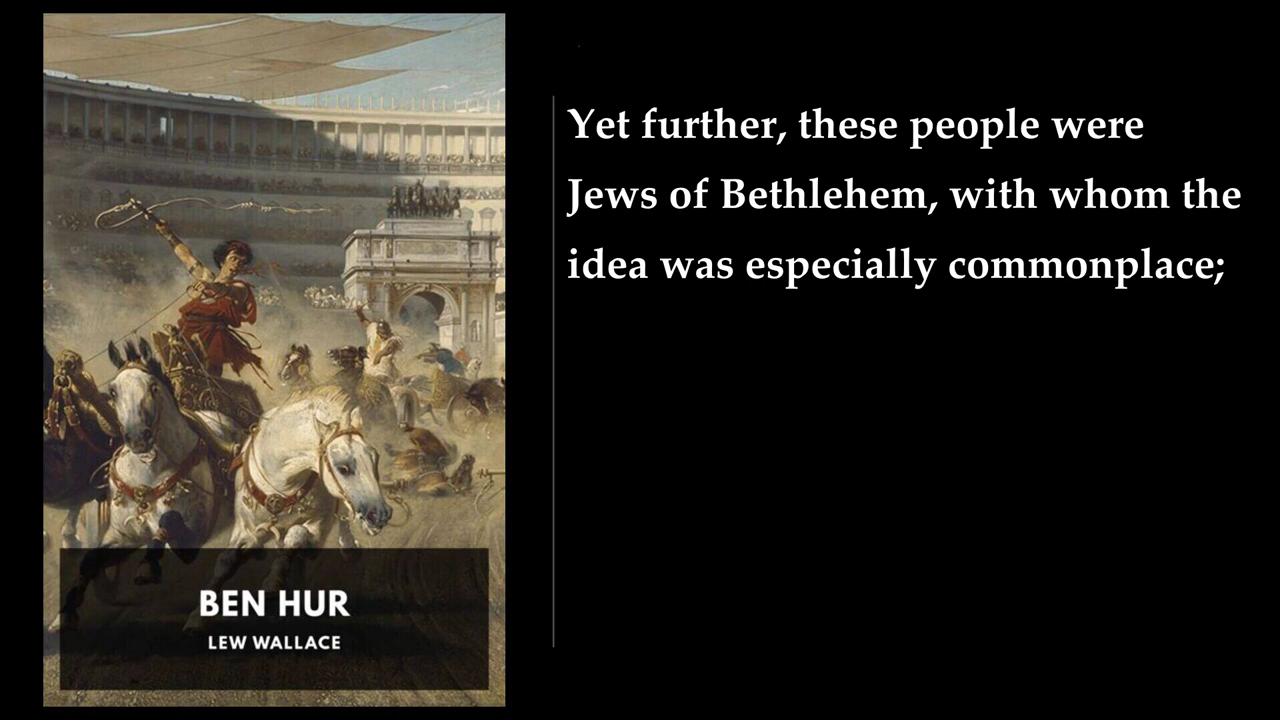 Yet further, these people were
Jews of Bethlehem, with whom the
idea was especially commonplace;
BEN HUR
LEW WALLACE